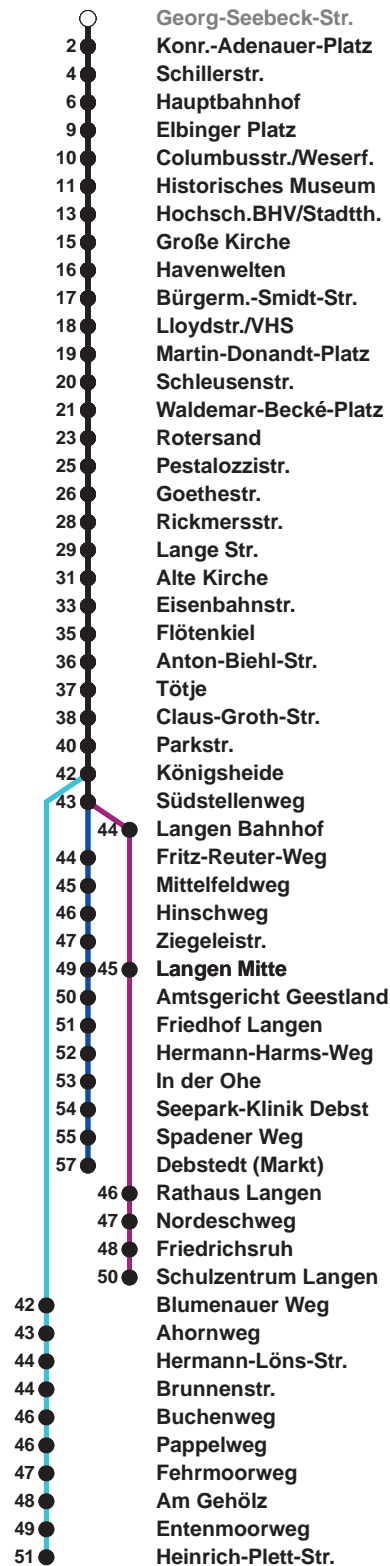 Georg-Seebeck-Str.
2 Konr.-Adenauer-Platz
4 Schillerstr.
6 Hauptbahnhof
9 Elbinger Platz
10 Columbusstr./Weserf.
11 Historisches Museum
13 Hochsch.BHV/Stadtth.
15 Große Kirche
16 Havenwelten
17 Bürgerm.-Smidt-Str.
18 Lloydstr./VHS
19 Martin-Donandt-Platz
20 Schleusenstr.
21 Waldemar-Becké-Platz
23 Rotersand
25 Pestalozzistr.
26 Goethestr.
28 Rickmersstr.
29 Lange Str.
31 Alte Kirche
33 Eisenbahnstr.
35 Flötenkiel
36 Anton-Biehl-Str.
37 Tötje
38 Claus-Groth-Str.
40 Parkstr.
42 Königsheide
43 Südstellenweg
44 Langen Bahnhof
44 Fritz-Reuter-Weg
45 Mittelfeldweg
46 Hinschweg
47 Ziegeleistr.
49 45 Langen Mitte
50 Amtsgericht Geestland
51 Friedhof Langen
52 Hermann-Harms-Weg
53 In der Ohe
54 Seepark-Klinik Debst
55 Spadener Weg
57 Debstedt (Markt)
46 Rathaus Langen
47 Nordeschweg
48 Friedrichsruh
50 Schulzentrum Langen
42 Blumenauer Weg
43 Ahornweg
44 Hermann-Löns-Str.
44 Brunnenstr.
46 Buchenweg
46 Pappelweg
47 Fehrmoorweg
48 Am Gehölz
49 Entenmoorweg
51 Heinrich-Plett-Str.